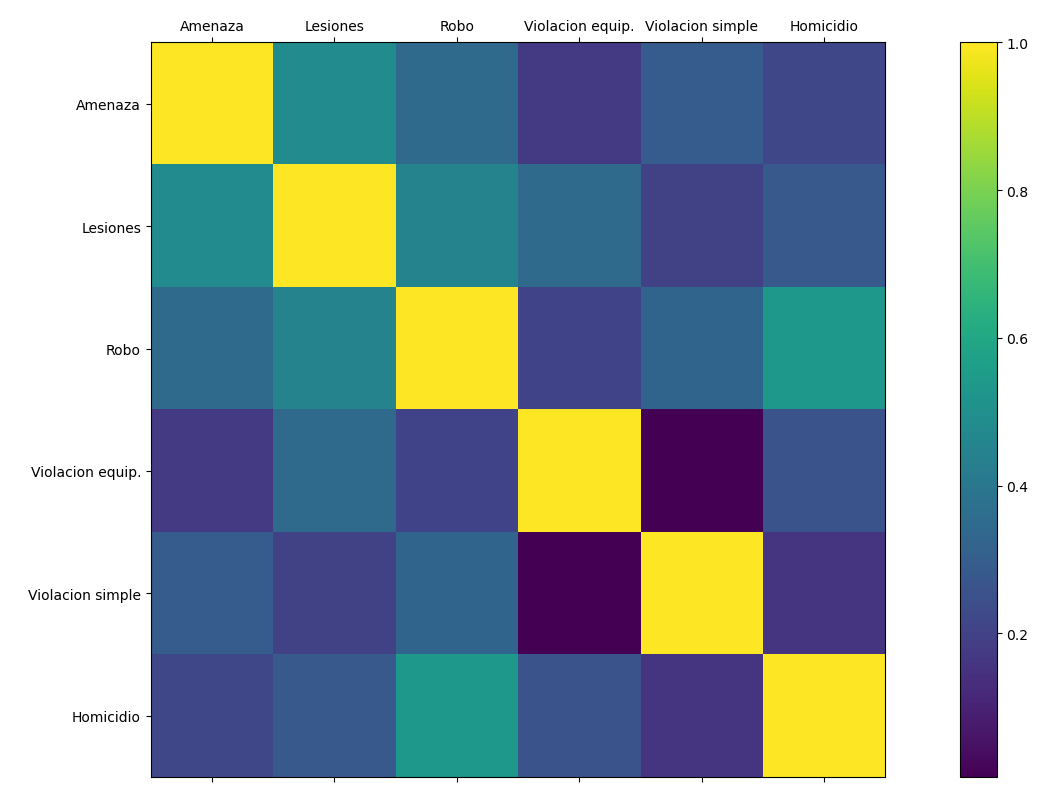 Amenaza Lesiones Robo Violacion equip. Violacion simple Homicidio
Amenaza
Lesiones
Robo
Violacion equip.
Violacion simple
Homicidio
1.0
0.8
0.6
0.4
0.2